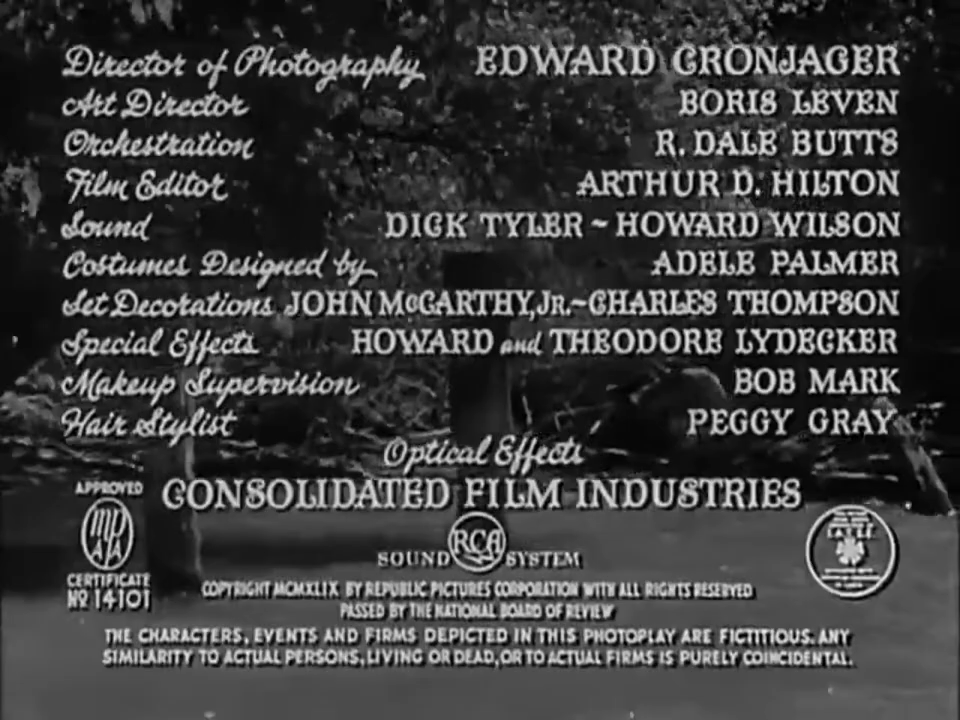 Director of Photography EDWARD CRONJAGER
Art Director BORIS LEVEN
Orchestration R. DALE BUTTS
Film Editor ARTHUR D. HILTON
Sound DICK TYLER ~ HOWARD WILSON
Costumes Designed by ADELE PALMER
Set Decorations JOHN McCARTHY, JR.~CHARLES THOMPSON
Special Effects HOWARD and THEODORE LYDECKER
Makeup Supervision BOB MARK
Hair Stylist PEGGY GRAY
Optical Effects
CONSOLIDATED FILM INDUSTRIES
APPROVED
MPAA
CERTIFICATE
Nº 14101
SOUND RCA SYSTEM
I.A.T.S.E.
COPYRIGHT MCMXLIX BY REPUBLIC PICTURES CORPORATION WITH ALL RIGHTS RESERVED
PASSED BY THE NATIONAL BOARD OF REVIEW
THE CHARACTERS, EVENTS AND FIRMS DEPICTED IN THIS PHOTOPLAY ARE FICTITIOUS. ANY
SIMILARITY TO ACTUAL PERSONS, LIVING OR DEAD, OR TO ACTUAL FIRMS IS PURELY COINCIDENTAL.